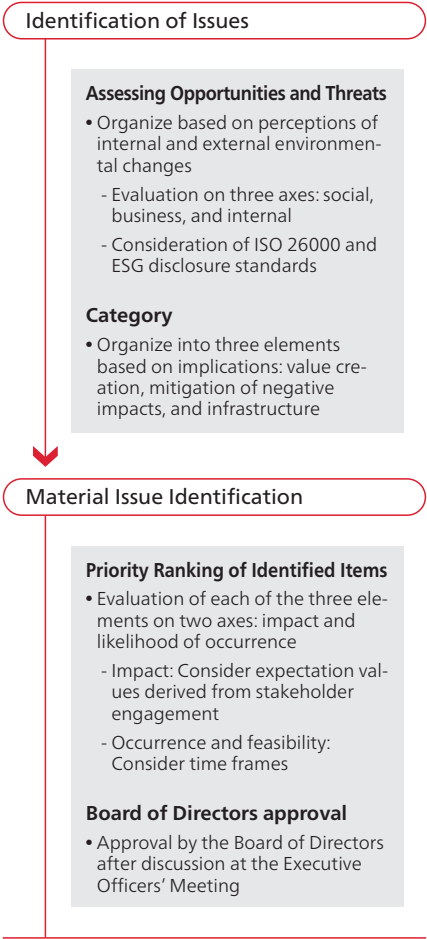 Identification of Issues
Assessing Opportunities and Threats
• Organize based on perceptions of
internal and external environmen-
tal changes
- Evaluation on three axes: social,
business, and internal
- Consideration of ISO 26000 and
ESG disclosure standards
Category
• Organize into three elements
based on implications: value cre-
ation, mitigation of negative
impacts, and infrastructure
Material Issue Identification
Priority Ranking of Identified Items
• Evaluation of each of the three ele-
ments on two axes: impact and
likelihood of occurrence
- Impact: Consider expectation val-
ues derived from stakeholder
engagement
- Occurrence and feasibility:
Consider time frames
Board of Directors approval
• Approval by the Board of Directors
after discussion at the Executive
Officers’ Meeting